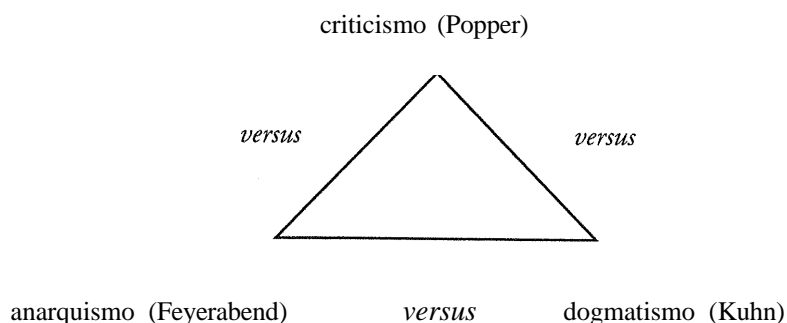 criticismo (Popper)
versus versus
anarquismo (Feyerabend) versus dogmatismo (Kuhn)